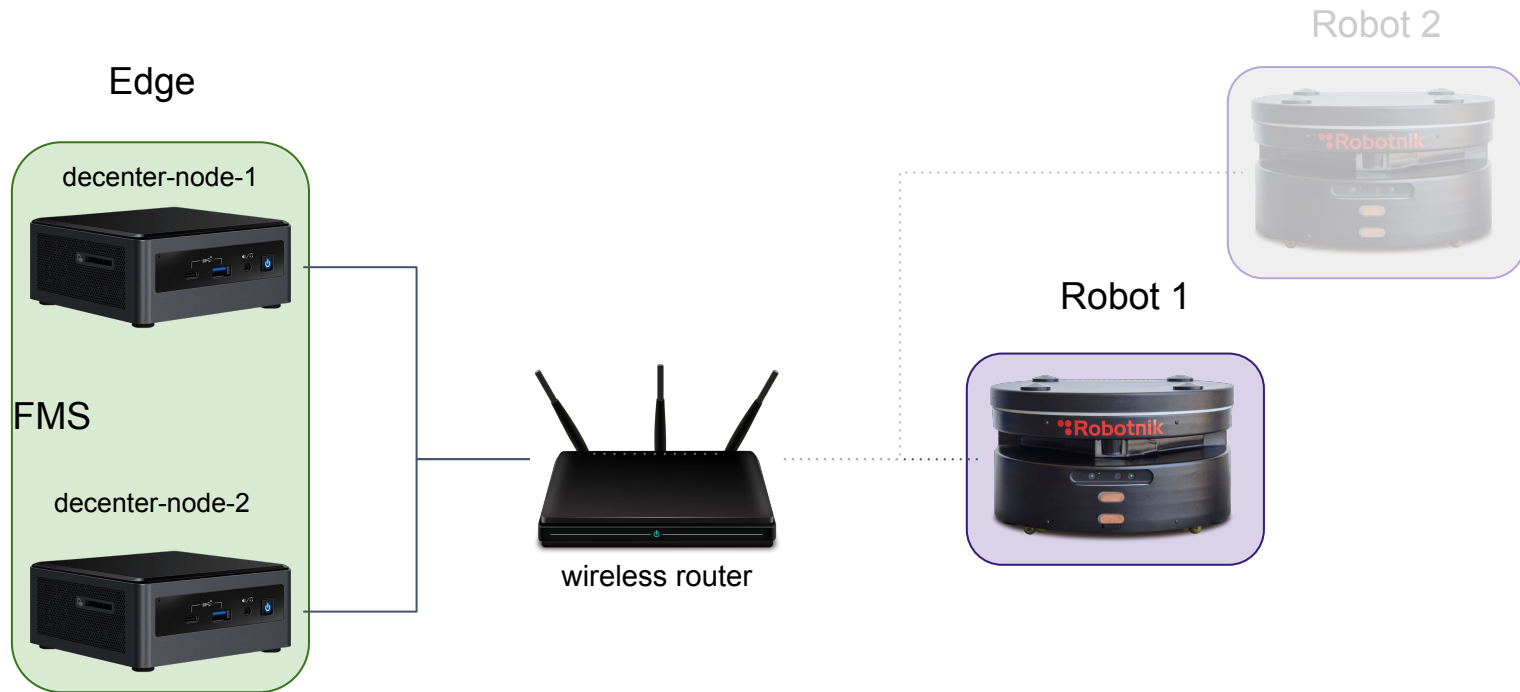 Robot 2
Edge
decenter-node-1
Robotnik
Robot 1
FMS
Robotnik
decenter-node-2
wireless router